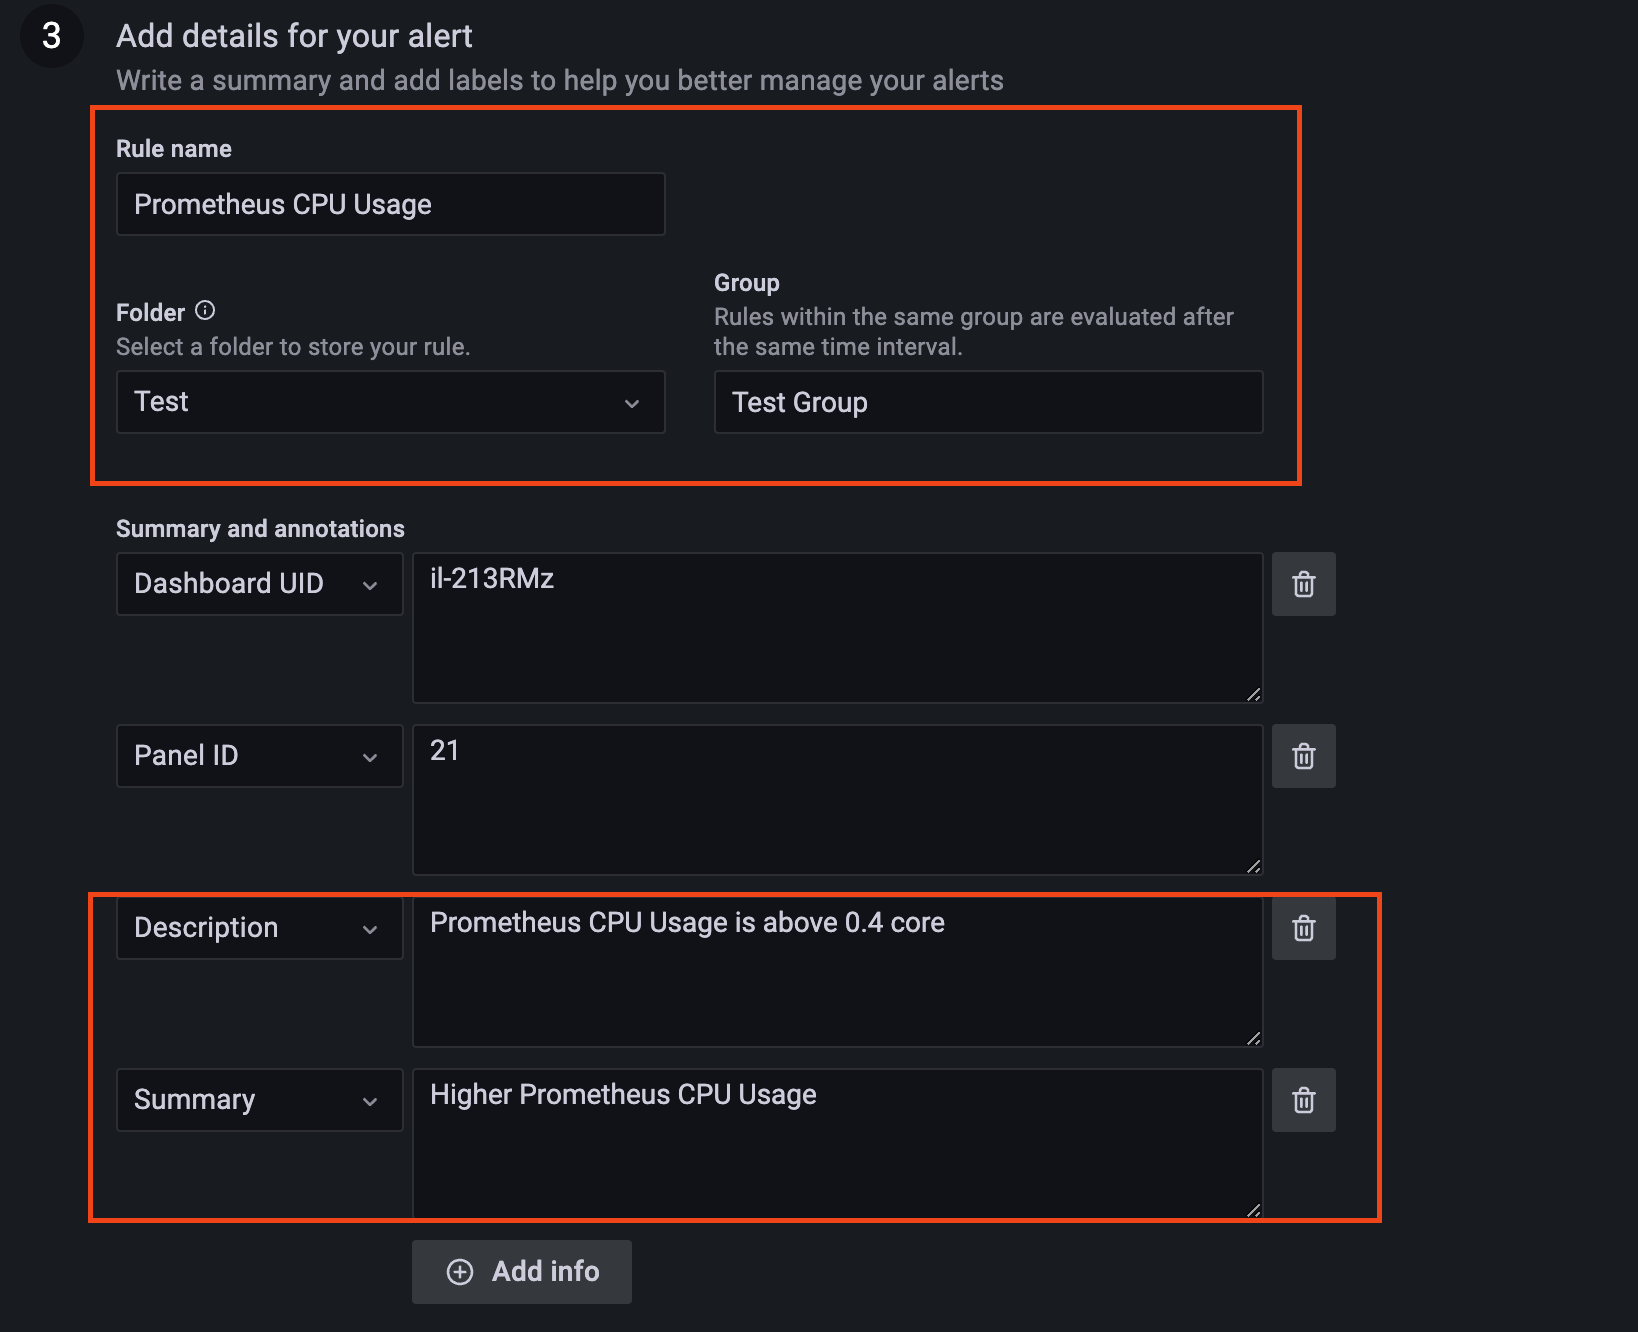 3
Add details for your alert
Write a summary and add labels to help you better manage your alerts
Rule name
Prometheus CPU Usage
Folder
Select a folder to store your rule.
Test
Group
Rules within the same group are evaluated after
the same time interval.
Test Group
Summary and annotations
Dashboard UID
il-213RMz
Panel ID
21
Description
Prometheus CPU Usage is above 0.4 core
Summary
Higher Prometheus CPU Usage
Add info